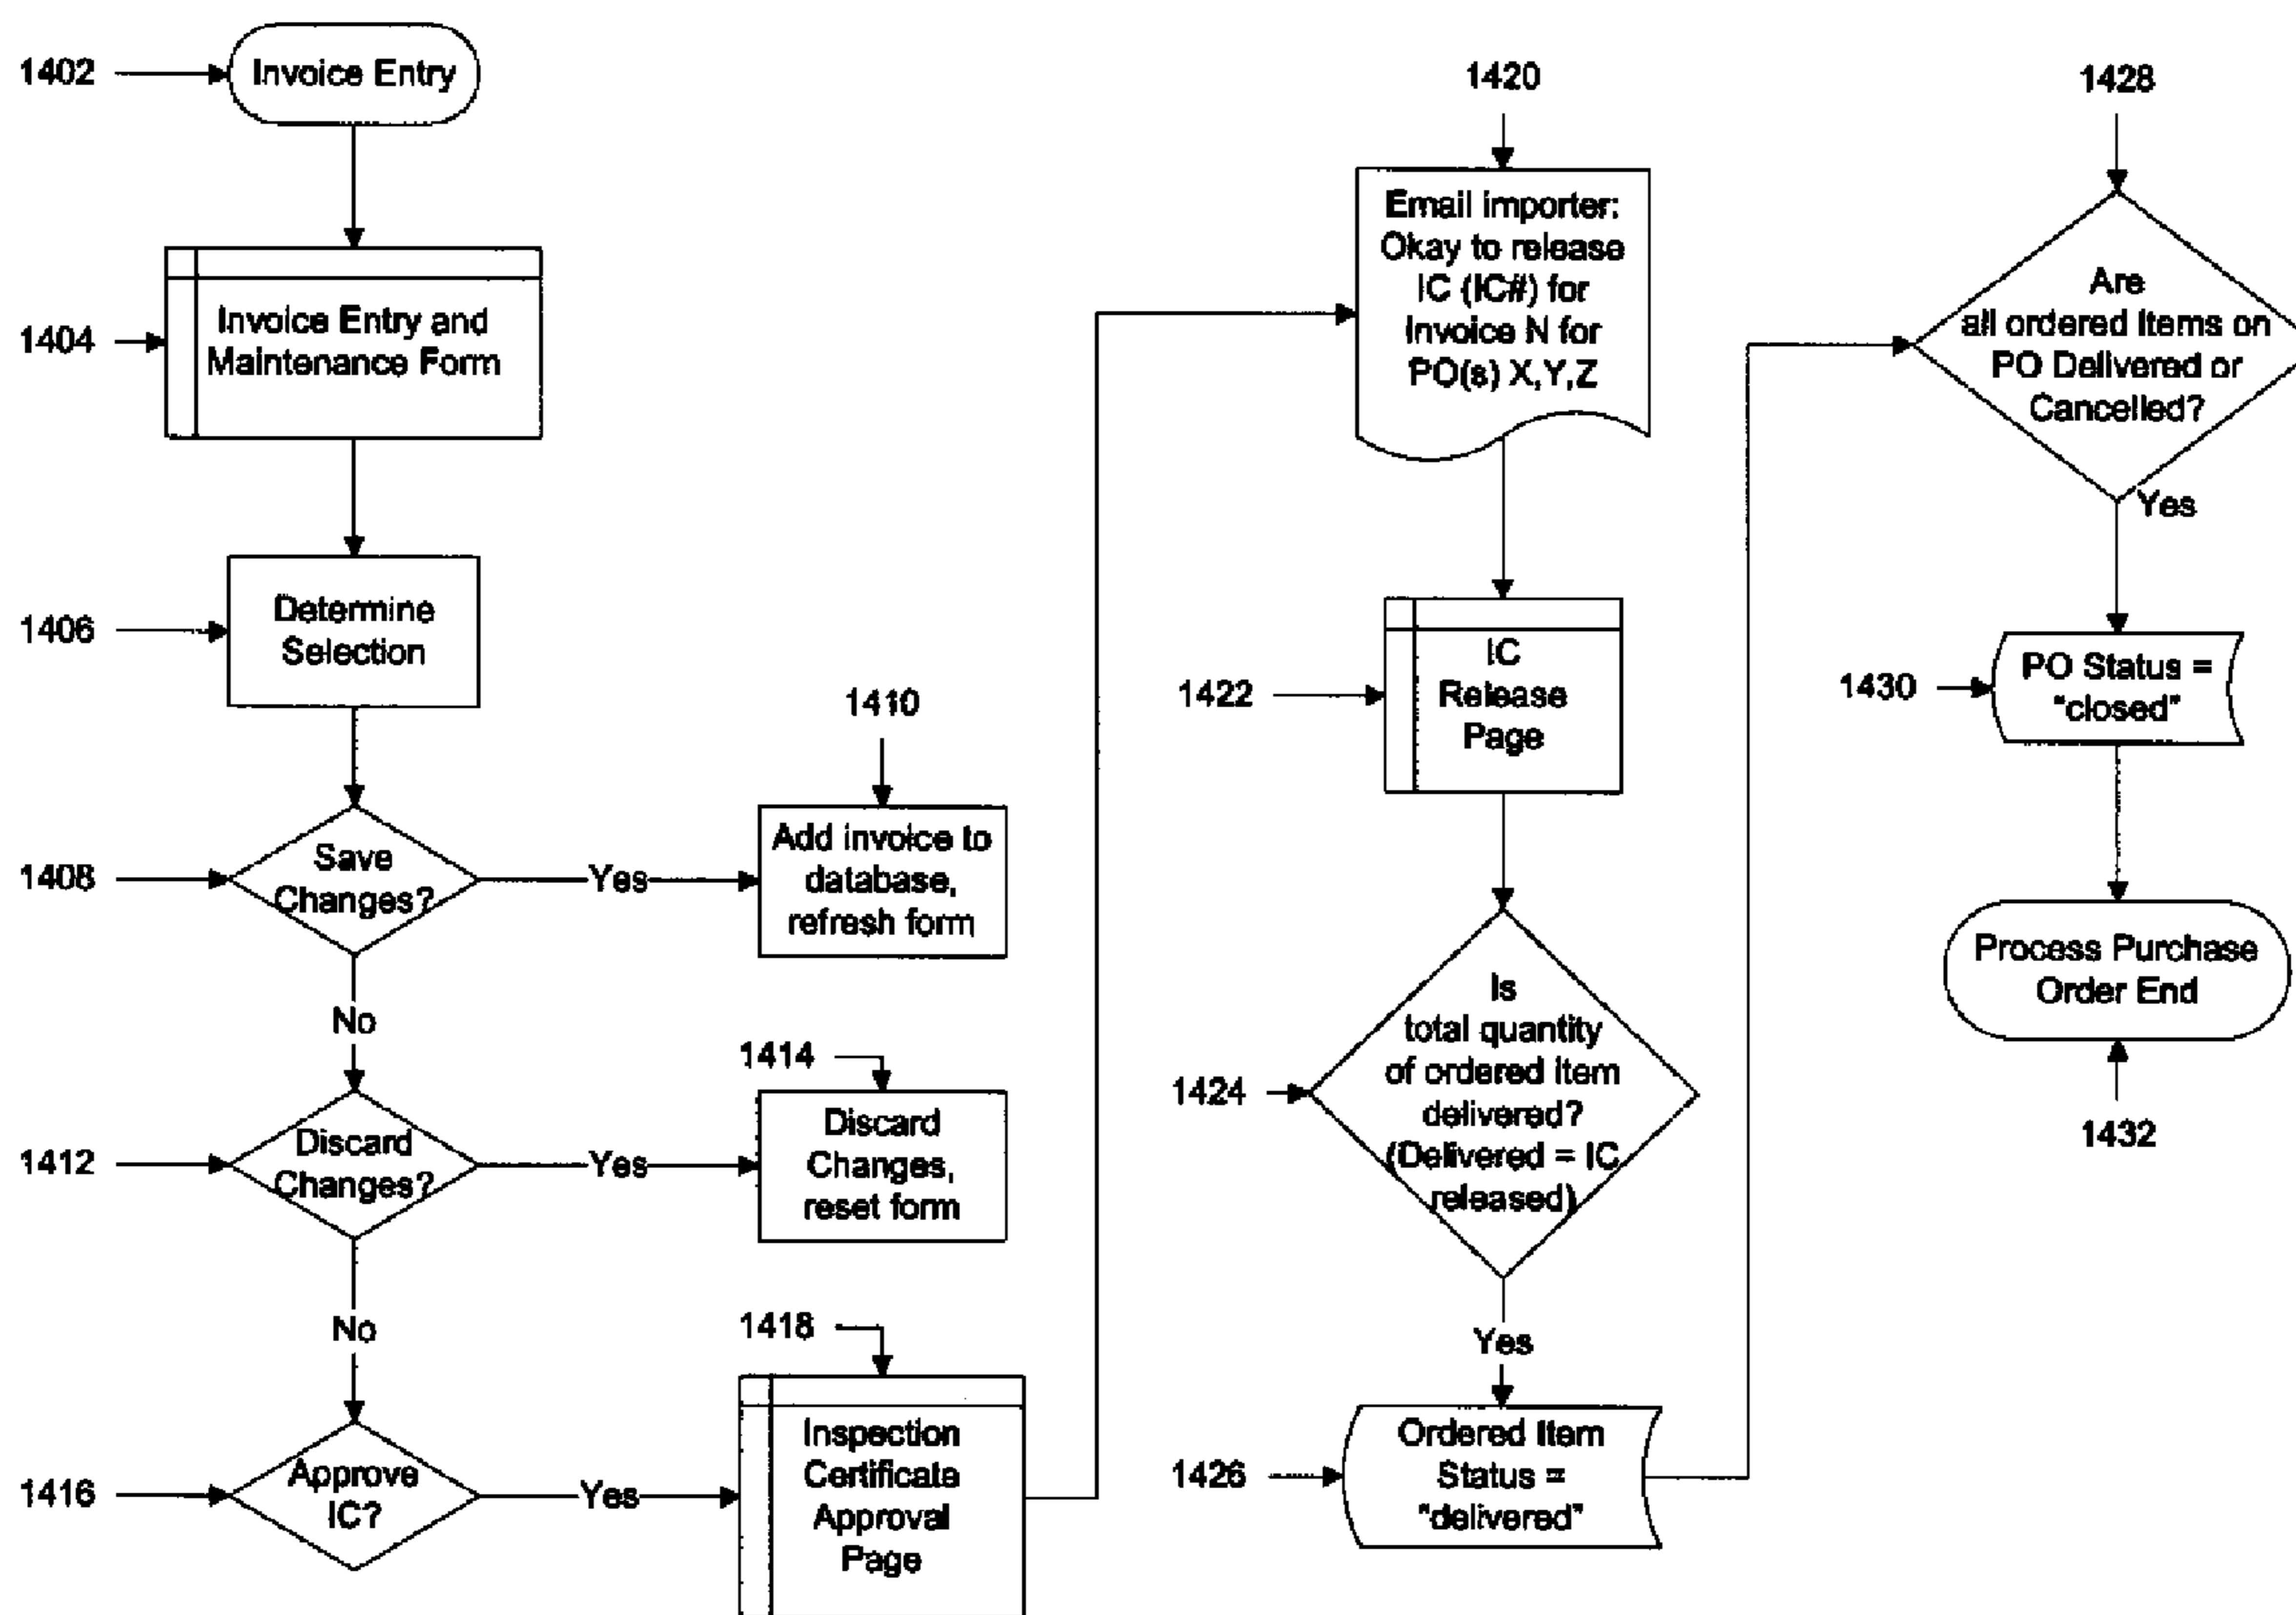 1402
Invoice Entry
1404
Invoice Entry and
Maintenance Form
1406
Determine
Selection
1408
Save
Changes?
Yes
1410
Add invoice to
database,
refresh form
No
1412
Discard
Changes?
Yes
1414
Discard
Changes,
reset form
No
1416
Approve
IC?
Yes
1418
Inspection
Certificate
Approval
Page
1420
Email importer:
Okay to release
IC (IC#) for
Invoice N for
PO(s) X,Y,Z
1422
IC
Release
Page
1424
Is
total quantity
of ordered item
delivered?
(Delivered = IC
released)
Yes
1426
Ordered Item
Status =
"delivered"
1428
Are
all ordered items on
PO Delivered or
Cancelled?
Yes
1430
PO Status =
"closed"
Process Purchase
Order End
1432